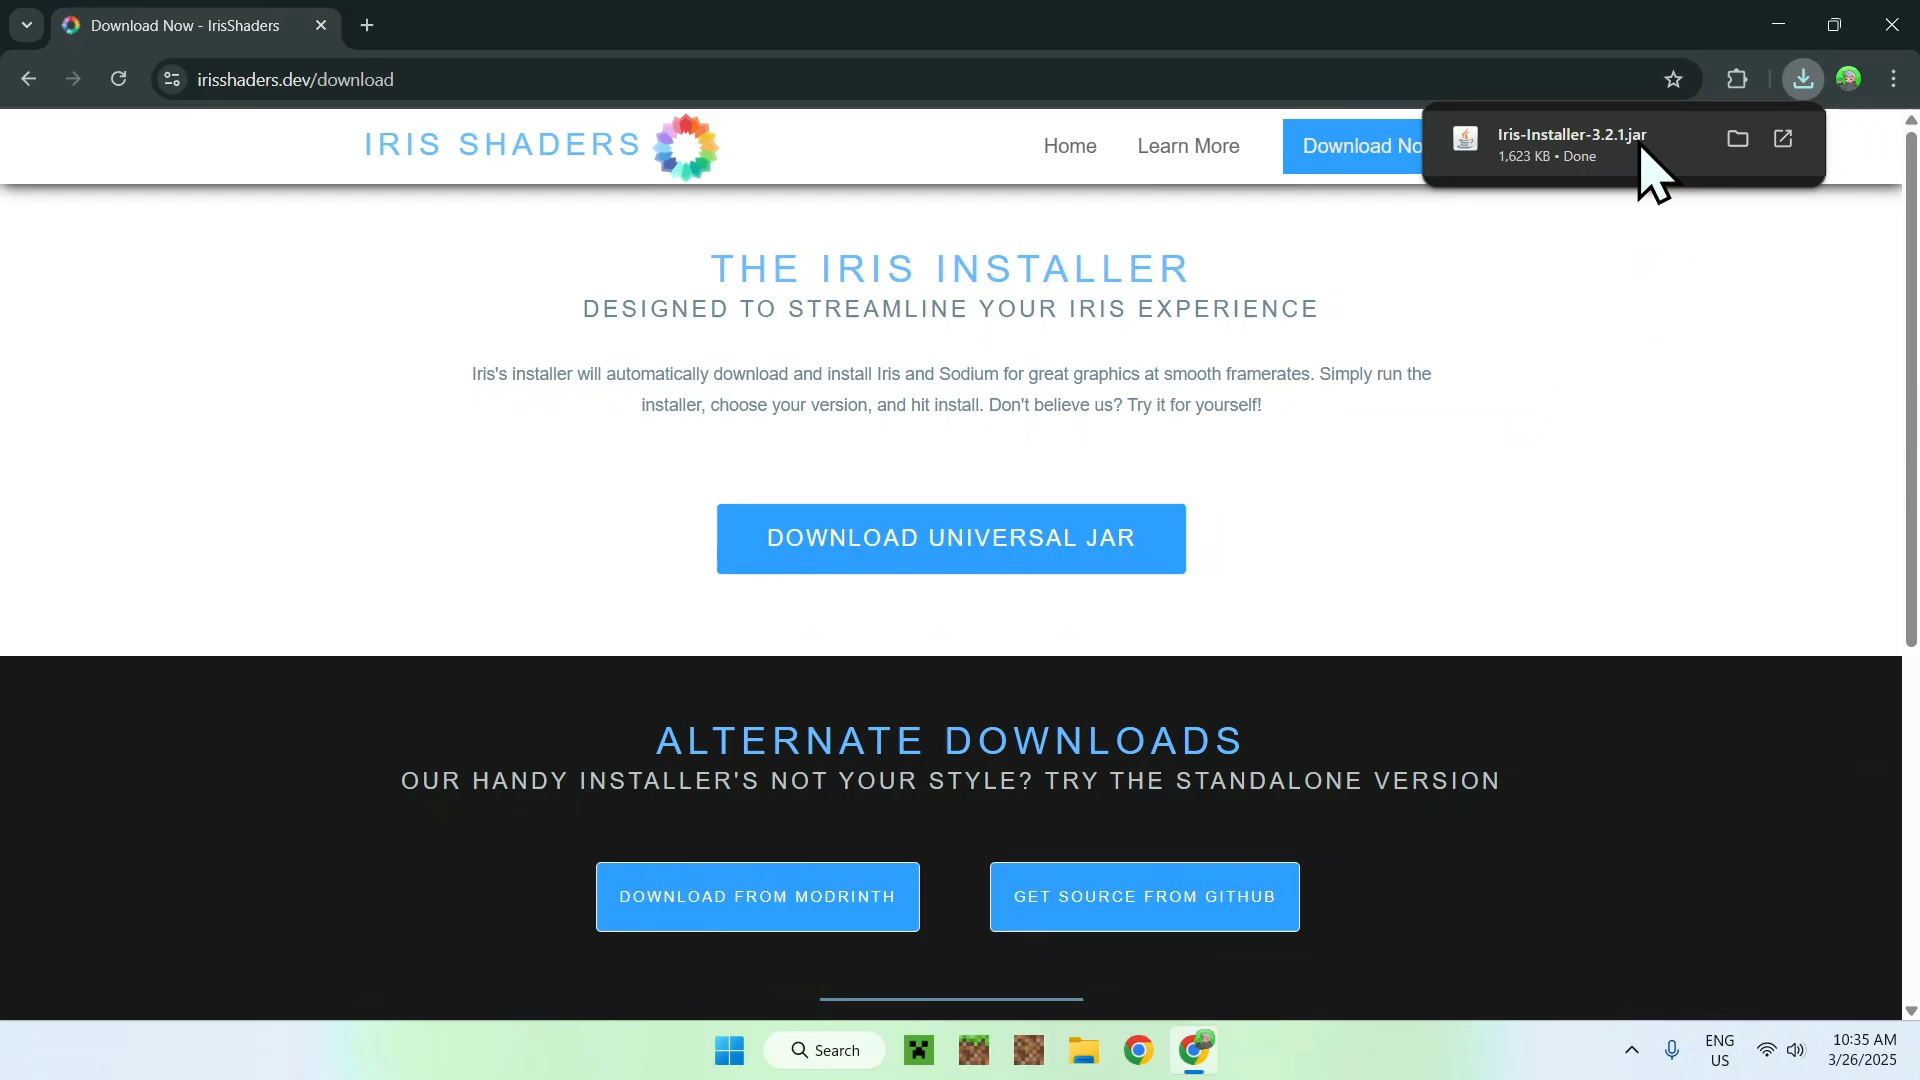 Download Now - IrisShaders
irisshaders.dev/download
IRIS SHADERS
Home
Learn More
Download No
Iris-Installer-3.2.1.jar
1,623 KB • Done
THE IRIS INSTALLER
DESIGNED TO STREAMLINE YOUR IRIS EXPERIENCE
Iris's installer will automatically download and install Iris and Sodium for great graphics at smooth framerates. Simply run the
installer, choose your version, and hit install. Don't believe us? Try it for yourself!
DOWNLOAD UNIVERSAL JAR
ALTERNATE DOWNLOADS
OUR HANDY INSTALLER'S NOT YOUR STYLE? TRY THE STANDALONE VERSION
DOWNLOAD FROM MODRINTH
GET SOURCE FROM GITHUB
Search
ENG
US
10:35 AM
3/26/2025